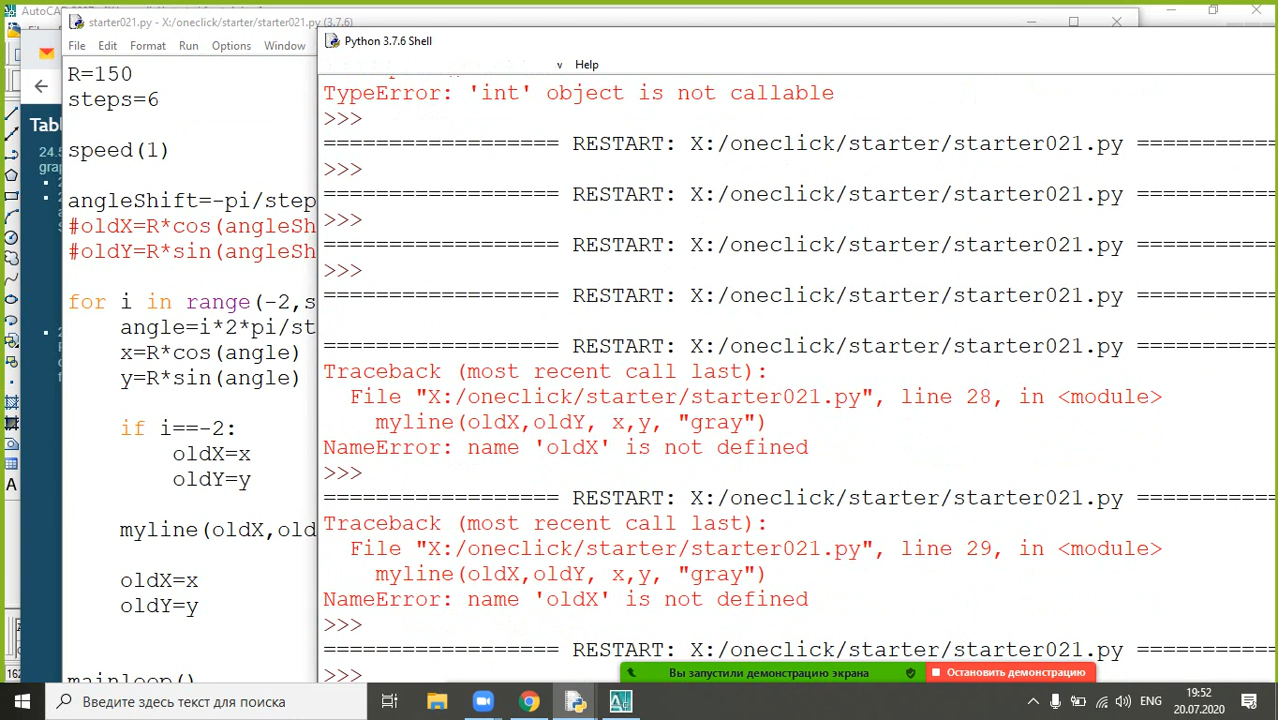 AutoCAD 2007
starter021.py - X:/oneclick/starter/starter021.py (3.7.6)
File Edit Format Run Options Window
Python 3.7.6 Shell
Help
R=150
steps=6
speed(1)
angleShift=-pi/step
#oldX=R*cos(angleSh
#oldY=R*sin(angleSh
for i in range(-2,s
angle=i*2*pi/st
x=R*cos(angle)
y=R*sin(angle)
if i==-2:
oldX=x
oldY=y
myline(oldX,old
oldX=x
oldY=y
mainloop()
TypeError: 'int' object is not callable
>>>
================== RESTART: X:/oneclick/starter/starter021.py ===========
>>>
================== RESTART: X:/oneclick/starter/starter021.py ===========
>>>
================== RESTART: X:/oneclick/starter/starter021.py ===========
>>>
================== RESTART: X:/oneclick/starter/starter021.py ===========
================== RESTART: X:/oneclick/starter/starter021.py ===========
Traceback (most recent call last):
File "X:/oneclick/starter/starter021.py", line 28, in <module>
myline(oldX,oldY, x,y, "gray")
NameError: name 'oldX' is not defined
>>>
================== RESTART: X:/oneclick/starter/starter021.py ===========
Traceback (most recent call last):
File "X:/oneclick/starter/starter021.py", line 29, in <module>
myline(oldX,oldY, x,y, "gray")
NameError: name 'oldX' is not defined
>>>
================== RESTART: X:/oneclick/starter/starter021.py ===========
>>>
Tabl
24.5
grap
A
162
Вы запустили демонстрацию экрана
Остановить демонстрацию
Введите здесь текст для поиска
ENG
19:52
20.07.2020